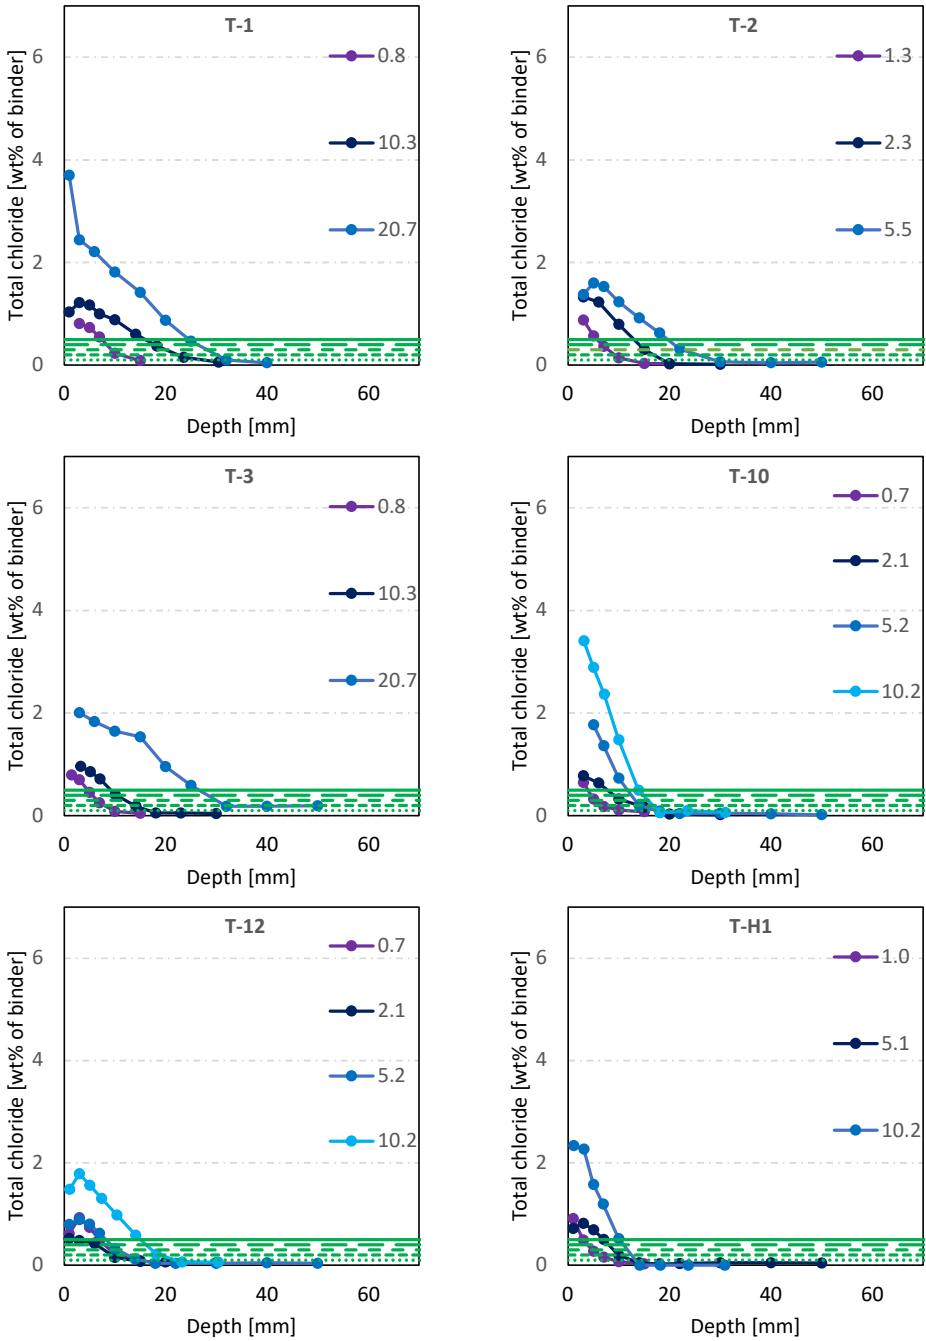 T-1
0.8
10.3
20.7
Total chloride [wt% of binder]
6
4
2
0
0 20 40 60
Depth [mm]
T-2
1.3
2.3
5.5
Total chloride [wt% of binder]
6
4
2
0
0 20 40 60
Depth [mm]
T-3
0.8
10.3
20.7
Total chloride [wt% of binder]
6
4
2
0
0 20 40 60
Depth [mm]
T-10
0.7
2.1
5.2
10.2
Total chloride [wt% of binder]
6
4
2
0
0 20 40 60
Depth [mm]
T-12
0.7
2.1
5.2
10.2
Total chloride [wt% of binder]
6
4
2
0
0 20 40 60
Depth [mm]
T-H1
1.0
5.1
10.2
Total chloride [wt% of binder]
6
4
2
0
0 20 40 60
Depth [mm]